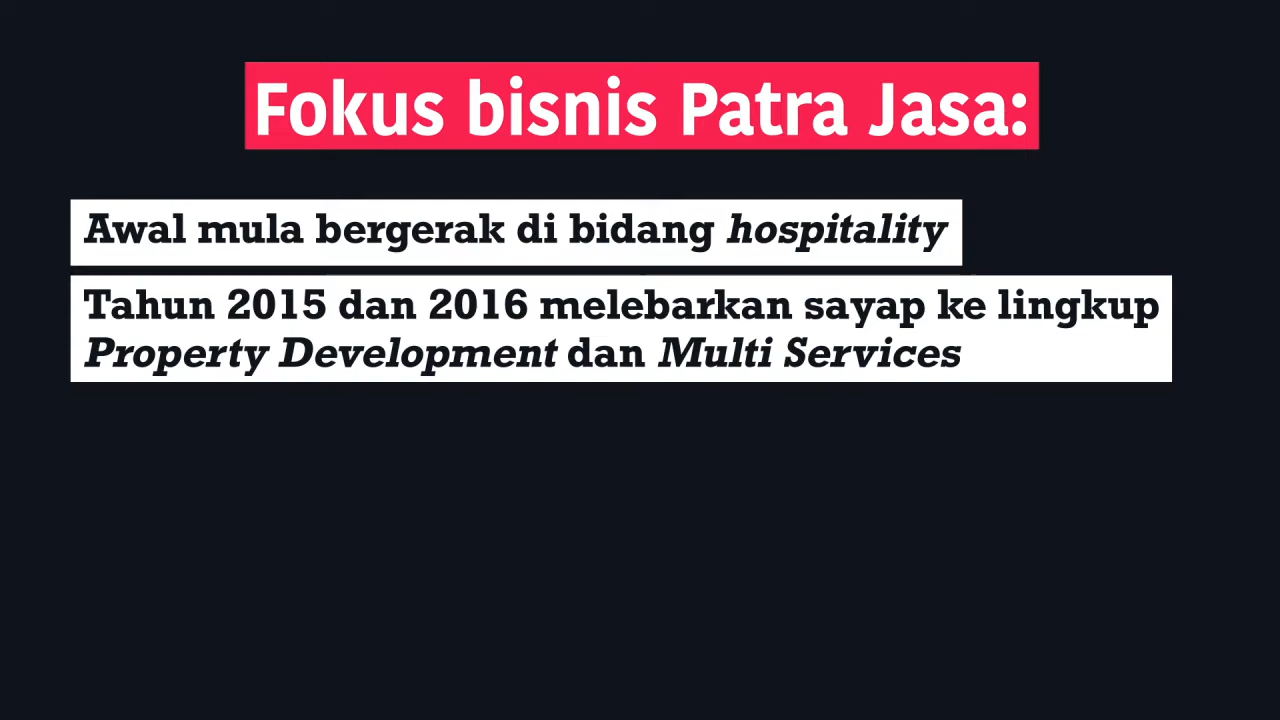 Fokus bisnis Patra Jasa:
Awal mula bergerak di bidang hospitality
Tahun 2015 dan 2016 melebarkan sayap ke lingkup
Property Development dan Multi Services